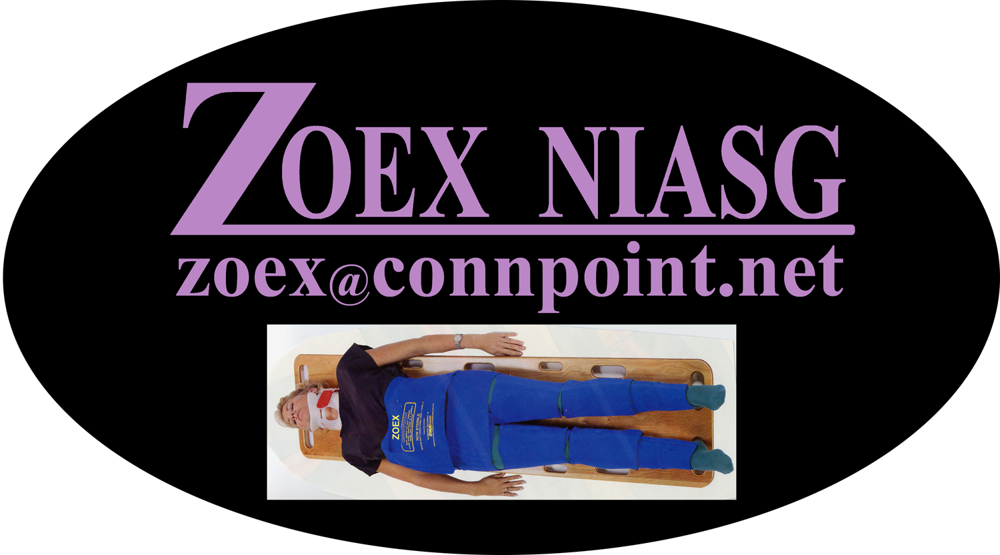 ZOEX NIASG
zoex@connpoint.net
ZOEX
NON STERILE